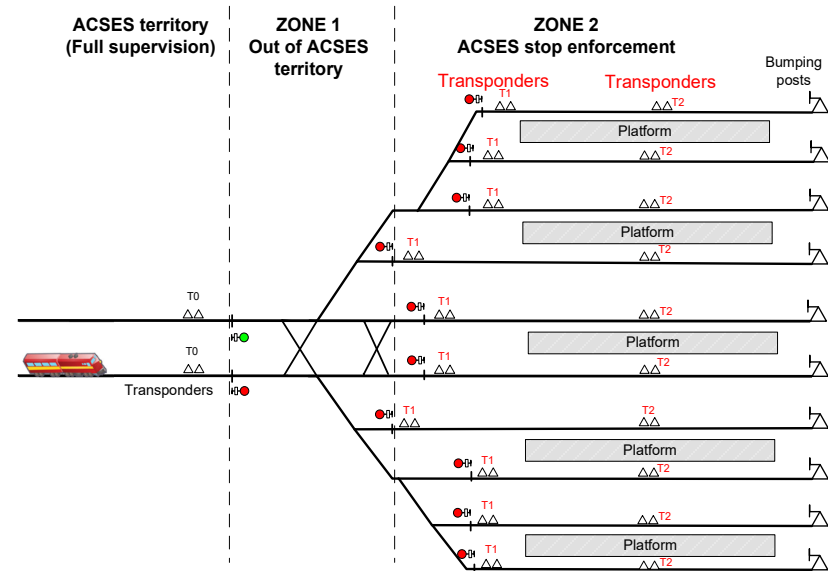 ACSES territory
(Full supervision)
ZONE 1
Out of ACSES
territory
ZONE 2
ACSES stop enforcement
Bumping
posts
Transponders
Transponders
T1
T2
Platform
T1
T2
T1
T2
Platform
T1
T2
T0
T1
T2
Platform
T0
T1
T2
Transponders
T1
T2
Platform
T1
T2
T1
T2
Platform
T1
T2